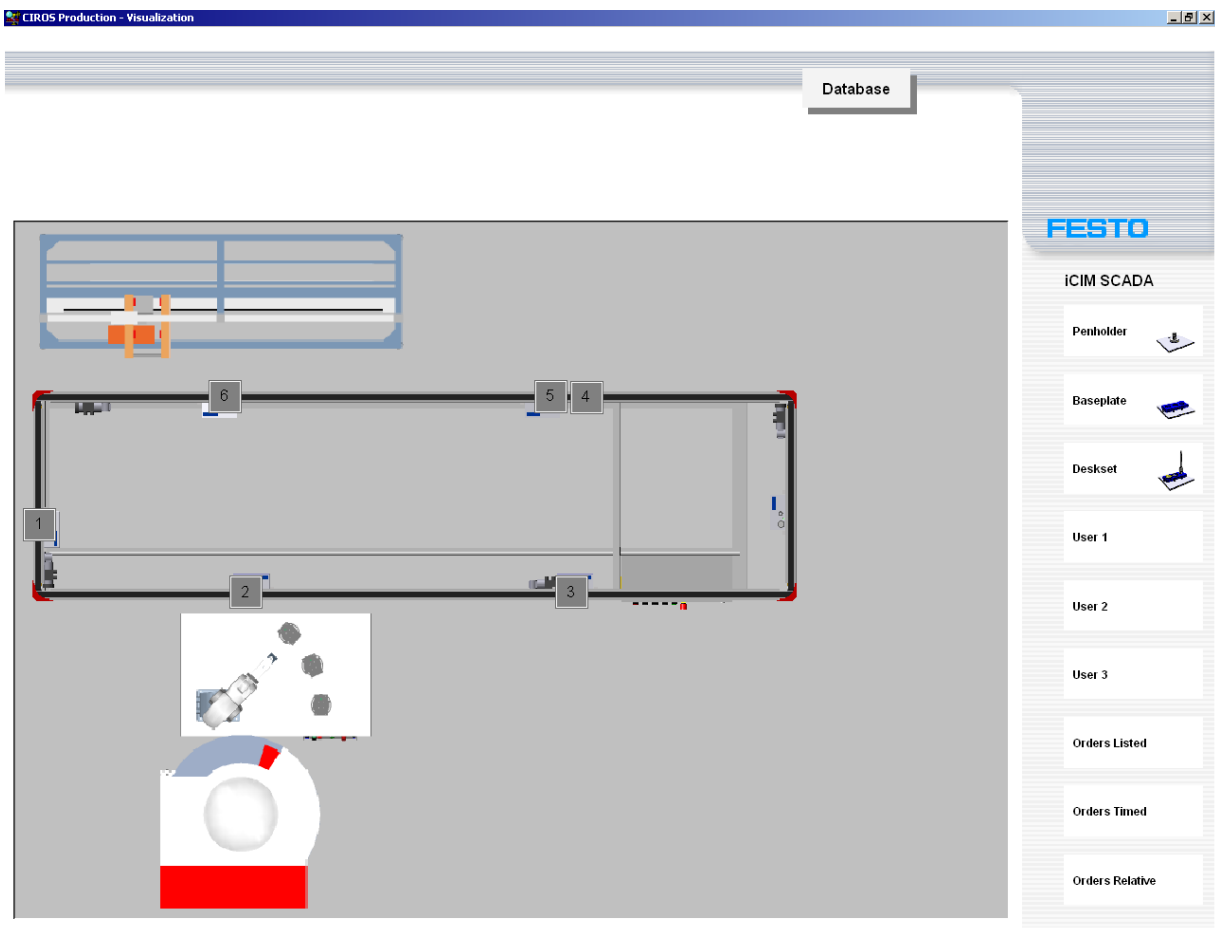 CIROS Production - Visualization
Database
FESTO
iCIM SCADA
Penholder
Baseplate
Deskset
User 1
User 2
User 3
Orders Listed
Orders Timed
Orders Relative
6
5
4
1
2
3